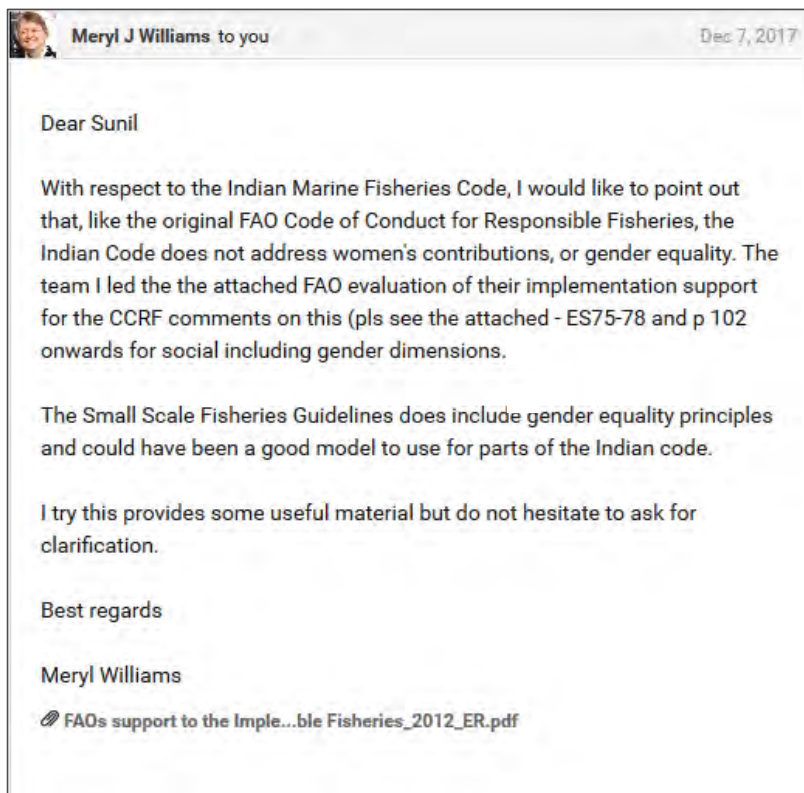 Meryl J Williams to you Dec 7, 2017
Dear Sunil
With respect to the Indian Marine Fisheries Code, I would like to point out
that, like the original FAO Code of Conduct for Responsible Fisheries, the
Indian Code does not address women's contributions, or gender equality. The
team I led the the attached FAO evaluation of their implementation support
for the CCRF comments on this (pls see the attached - ES75-78 and p 102
onwards for social including gender dimensions.
The Small Scale Fisheries Guidelines does include gender equality principles
and could have been a good model to use for parts of the Indian code.
I try this provides some useful material but do not hesitate to ask for
clarification.
Best regards
Meryl Williams
FAOs support to the Imple...ble Fisheries_2012_ER.pdf